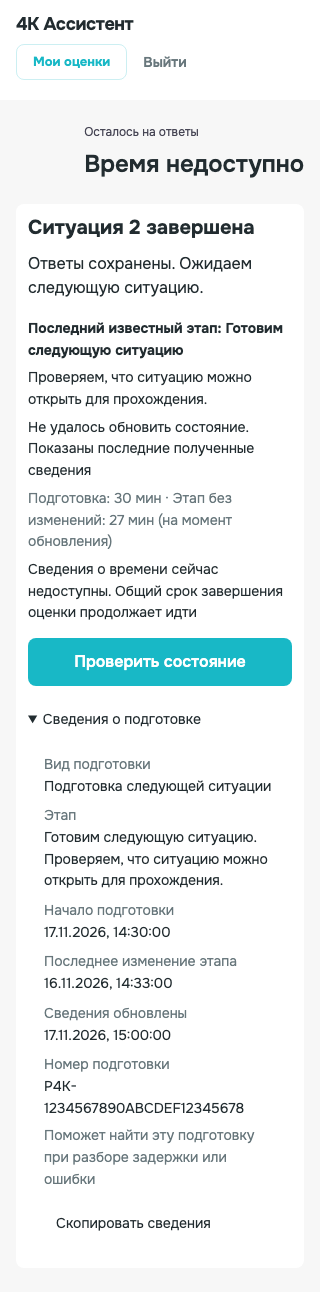 4К Ассистент
Мои оценки
Выйти
Осталось на ответы
Время недоступно
Ситуация 2 завершена
Ответы сохранены. Ожидаем
следующую ситуацию.
Последний известный этап: Готовим
следующую ситуацию
Проверяем, что ситуацию можно
открыть для прохождения.
Не удалось обновить состояние.
Показаны последние полученные
сведения
Подготовка: 30 мин · Этап без
изменений: 27 мин (на момент
обновления)
Сведения о времени сейчас
недоступны. Общий срок завершения
оценки продолжает идти
Проверить состояние
▼ Сведения о подготовке
Вид подготовки
Подготовка следующей ситуации
Этап
Готовим следующую ситуацию.
Проверяем, что ситуацию можно
открыть для прохождения.
Начало подготовки
17.11.2026, 14:30:00
Последнее изменение этапа
16.11.2026, 14:33:00
Сведения обновлены
17.11.2026, 15:00:00
Номер подготовки
P4K-
1234567890ABCDEF12345678
Поможет найти эту подготовку
при разборе задержки или
ошибки
Скопировать сведения